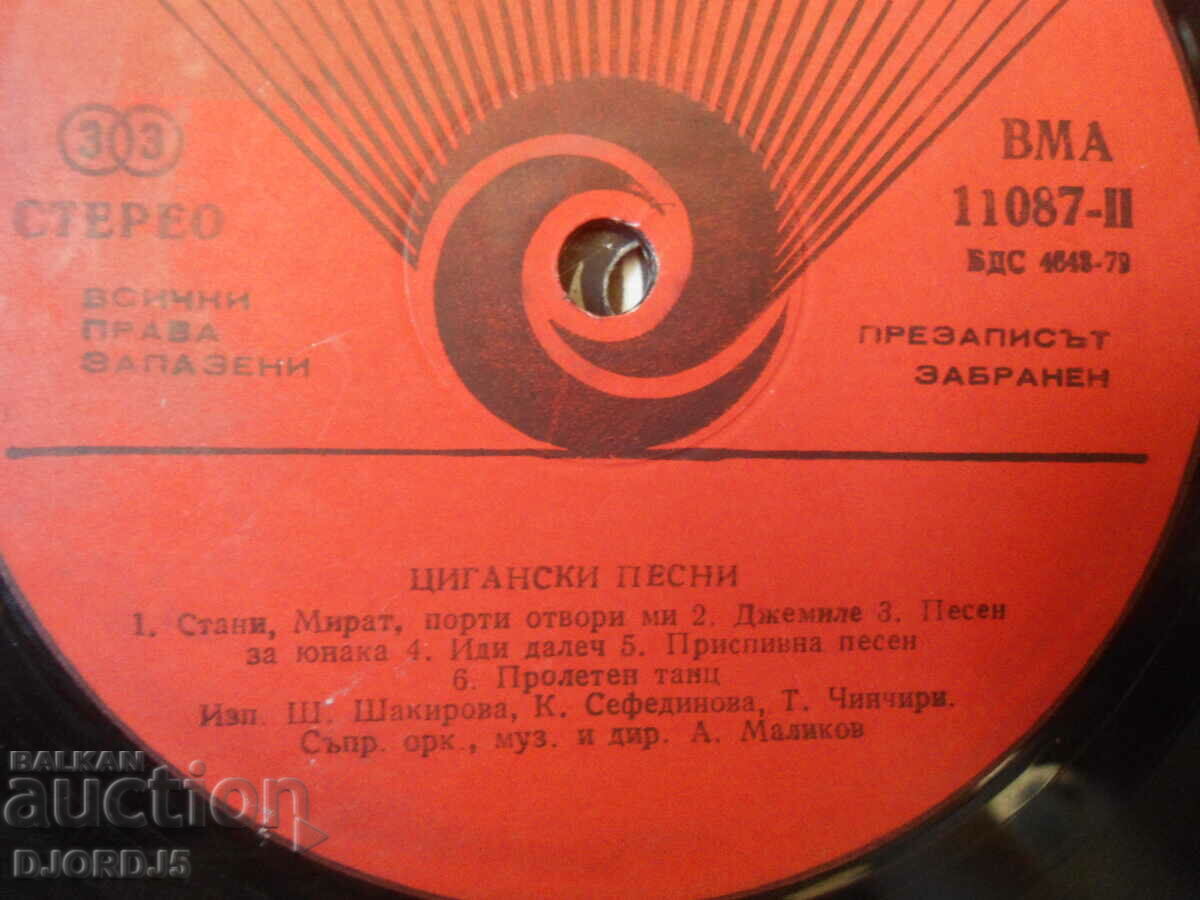 33
СТЕРЕО
ВСИЧКИ
ПРАВА
ЗАПАЗЕНИ
ВМА
11087-II
БДС 4648-79
ПРЕЗАПИСЪТ
ЗАБРАНЕН
ЦИГАНСКИ ПЕСНИ
1. Стани, Мират, порти отвори ми 2. Джемиле 3. Песен
за юнака 4. Иди далеч 5. Приспивна песен
6. Пролетен танц
Изп. Ш. Шакирова, К. Сефединова, Т. Чинчири.
Съпр. орк., муз. и дир. А. Маликов
BALKAN
auction
DJORDJ5